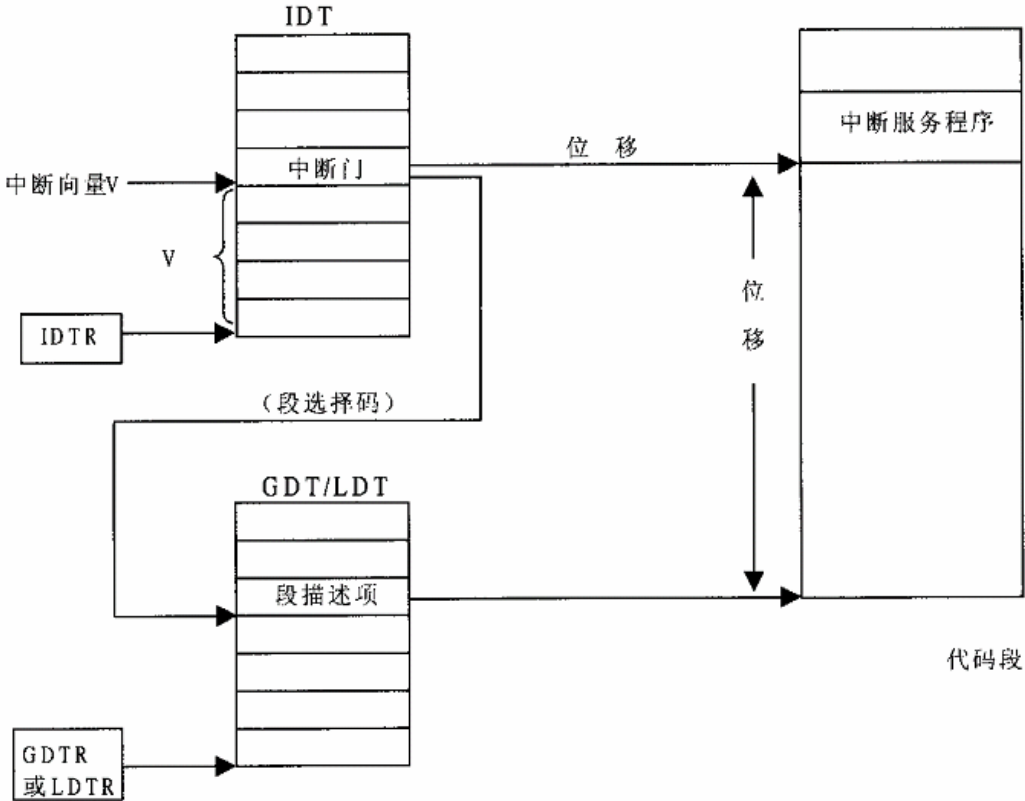 IDT
中断服务程序
位 移
中断门
中断向量V
V
位
移
IDTR
(段选择码)
GDT/LDT
段描述项
代码段
GDTR
或LDTR